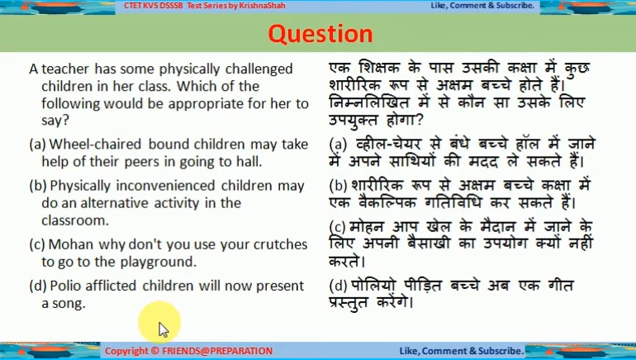 CTET KVS DSSSB Test Series by KrishnaShah
Like, Comment & Subscribe.
Question
A teacher has some physically challenged
children in her class. Which of the
following would be appropriate for her to
say?
(a) Wheel-chaired bound children may take
help of their peers in going to hall.
(b) Physically inconvenienced children may
do an alternative activity in the
classroom.
(c) Mohan why don't you use your crutches
to go to the playground.
(d) Polio afflicted children will now present
a song.
एक शिक्षक के पास उसकी कक्षा में कुछ
शारीरिक रूप से अक्षम बच्चे होते हैं।
निम्नलिखित में से कौन सा उसके लिए
उपयुक्त होगा?
(a) व्हील-चेयर से बंधे बच्चे हॉल में जाने
में अपने साथियों की मदद ले सकते हैं।
(b) शारीरिक रूप से अक्षम बच्चे कक्षा में
एक वैकल्पिक गतिविधि कर सकते हैं।
(c) मोहन आप खेल के मैदान में जाने के
लिए अपनी बैसाखी का उपयोग क्यों नहीं
करते।
(d) पोलियो पीड़ित बच्चे अब एक गीत
प्रस्तुत करेंगे।
Copyright © FRIENDS@PREPARATION
Like, Comment & Subscribe.